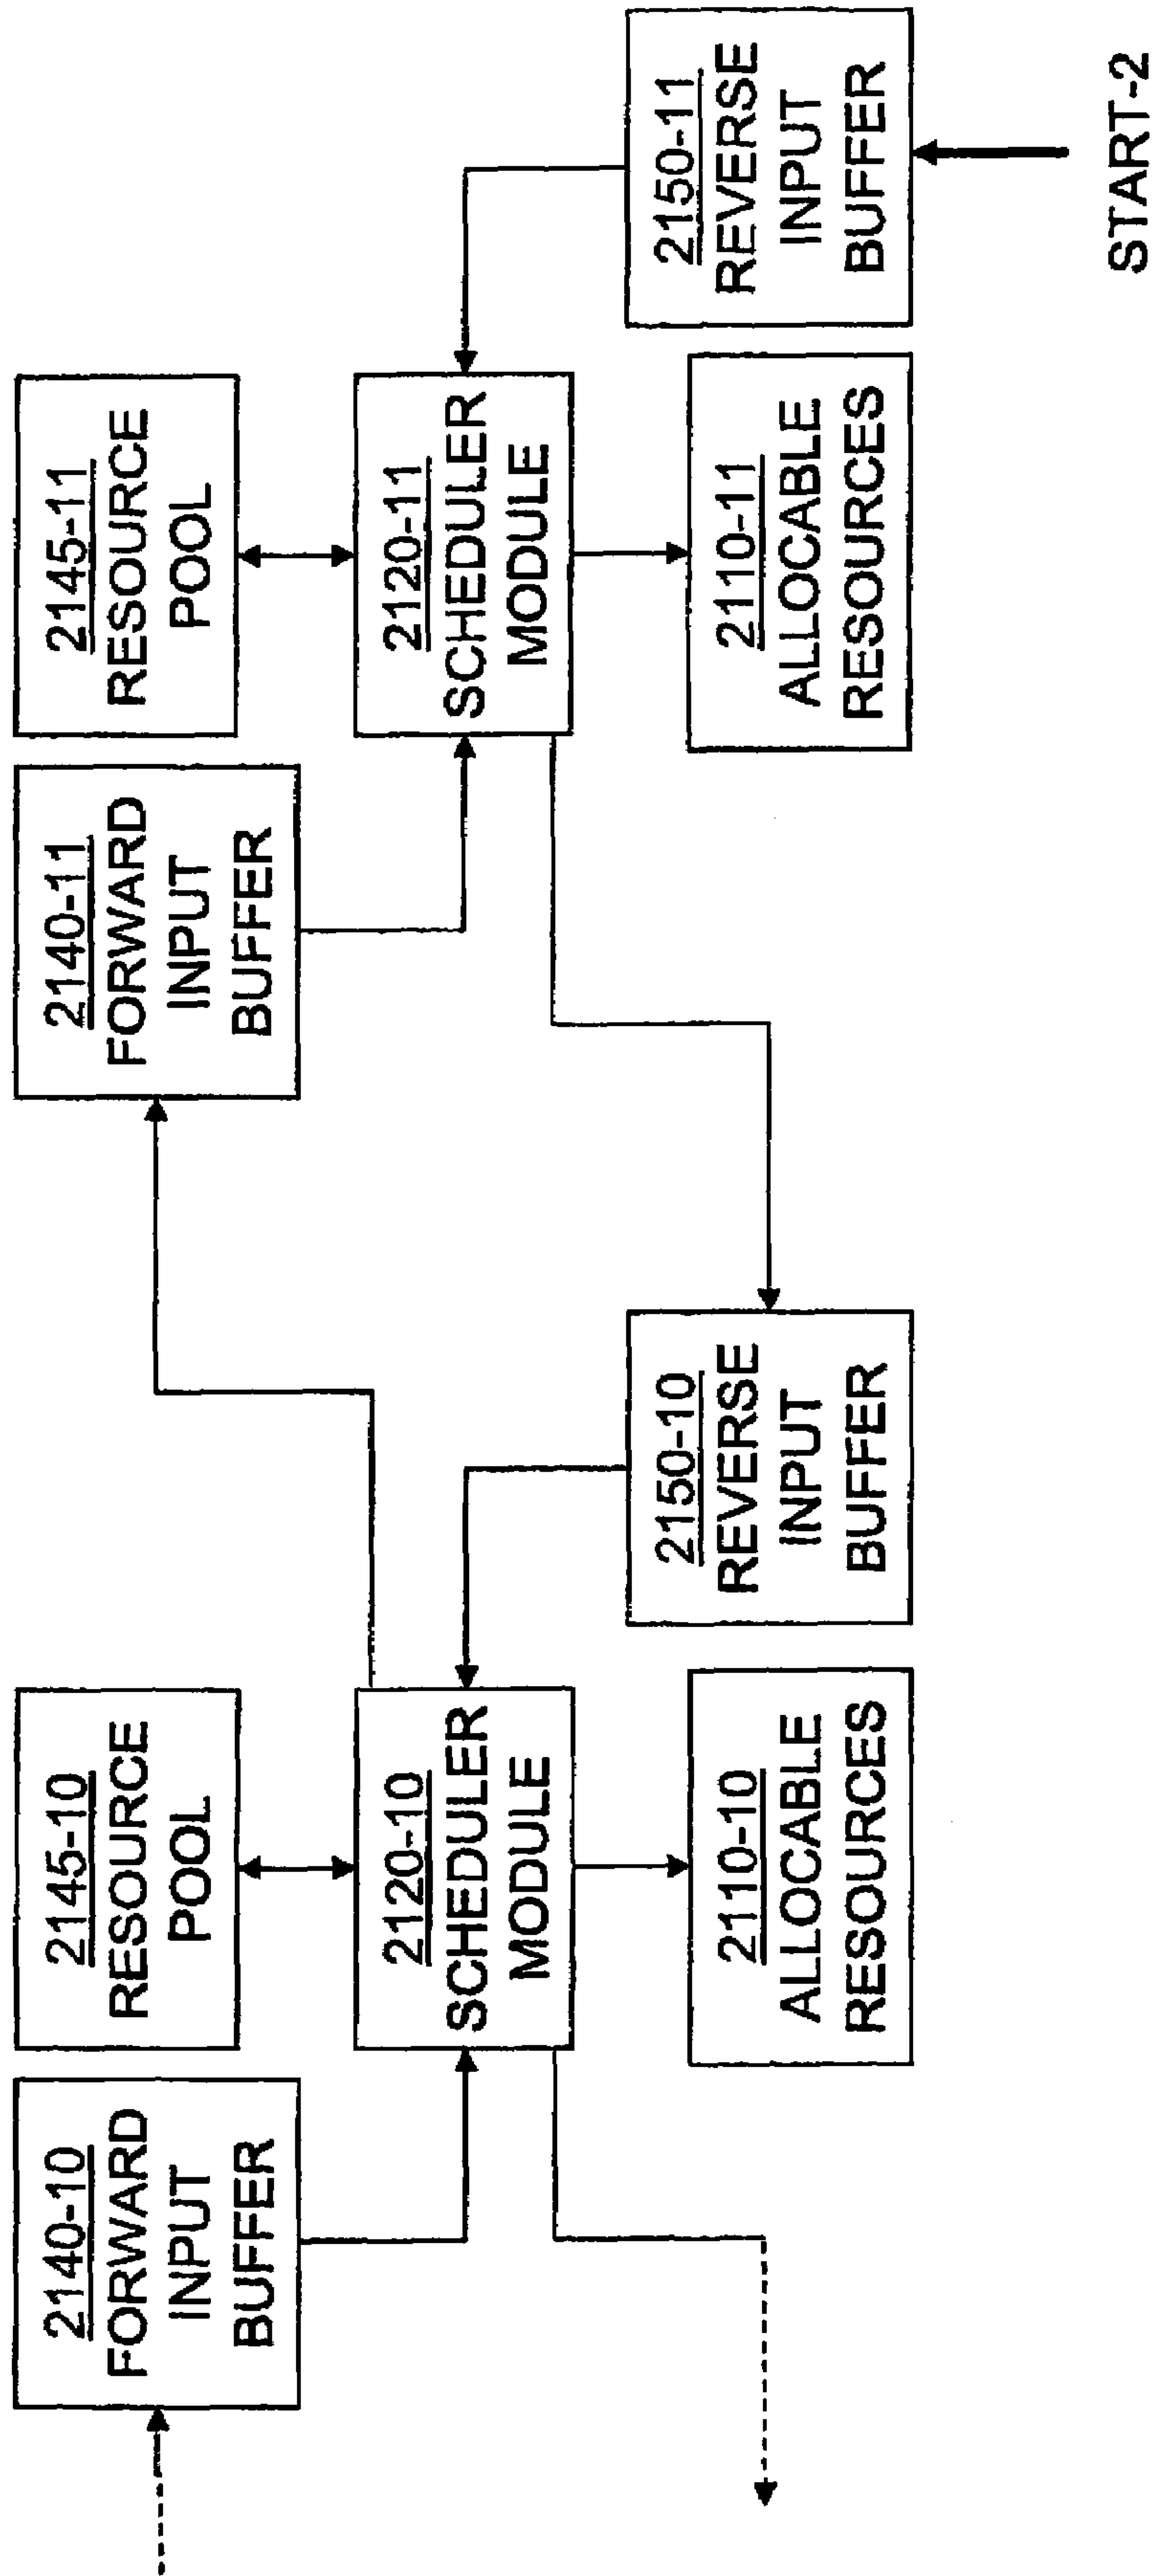 2140-10
FORWARD
INPUT
BUFFER
2145-10
RESOURCE
POOL
2120-10
SCHEDULER
MODULE
2110-10
ALLOCABLE
RESOURCES
2150-10
REVERSE
INPUT
BUFFER
2140-11
FORWARD
INPUT
BUFFER
2145-11
RESOURCE
POOL
2120-11
SCHEDULER
MODULE
2110-11
ALLOCABLE
RESOURCES
2150-11
REVERSE
INPUT
BUFFER
START-2